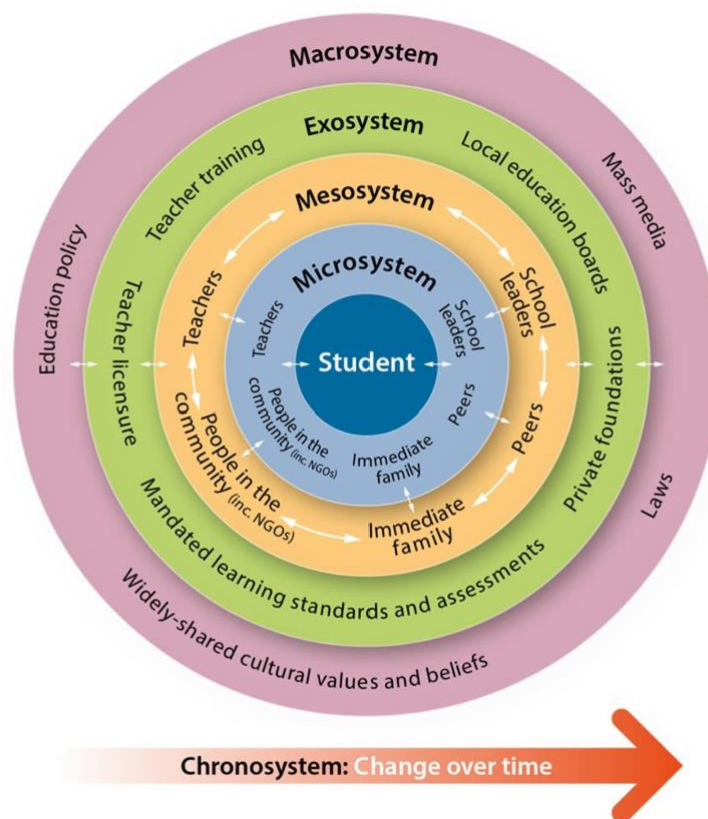 Macrosystem
Mass media
Laws
Widely-shared cultural values and beliefs
Education policy
Exosystem
Local education boards
Private foundations
Mandated learning standards and assessments
Teacher licensure
Teacher training
Mesosystem
School
leaders
Peers
Immediate
family
People in the
community (inc. NGOs)
Teachers
Microsystem
School
leaders
Peers
Immediate
family
People in the
community (inc. NGOs)
Teachers
Student
Chronosystem: Change over time